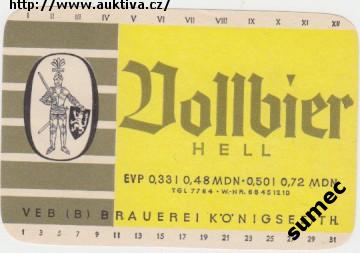 http://www.auktiva.cz/
I II III IV V VI VII VIII IX X XI XII
Vollbier
HELL
EVP 0,33 l 0,48 MDN · 0,50 l 0,72 MDN
TGL 7764 · W.-NR. 68451210
VEB (B) BRAUEREI KÖNIGSEE TH.
1 3 5 7 9 11 13 15 17 19 21 23 25 27 29 31
sumec